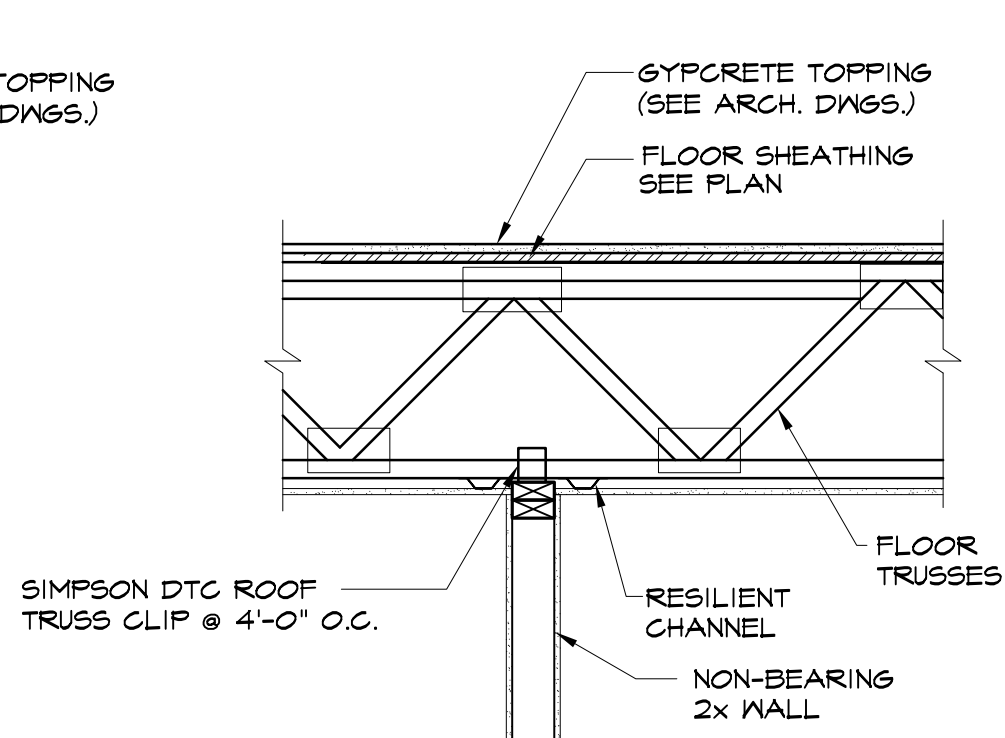 TOPPING
DWGS.)
GYPCRETE TOPPING
(SEE ARCH. DWGS.)
FLOOR SHEATHING
SEE PLAN
FLOOR
TRUSSES
SIMPSON DTC ROOF
TRUSS CLIP @ 4'-0" O.C.
RESILIENT
CHANNEL
NON-BEARING
2x WALL